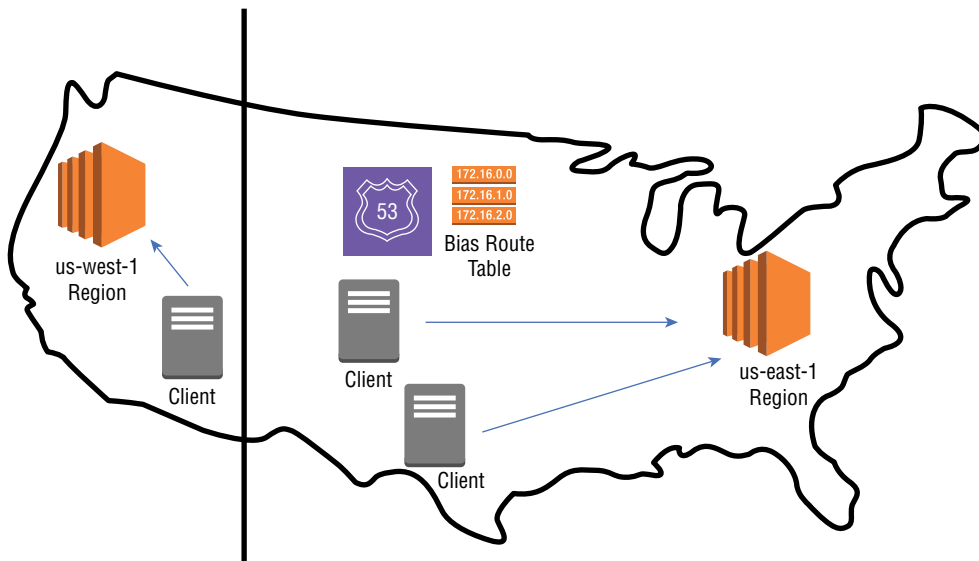 us-west-1
Region
Client
53
172.16.0.0
172.16.1.0
172.16.2.0
Bias Route
Table
Client
Client
us-east-1
Region